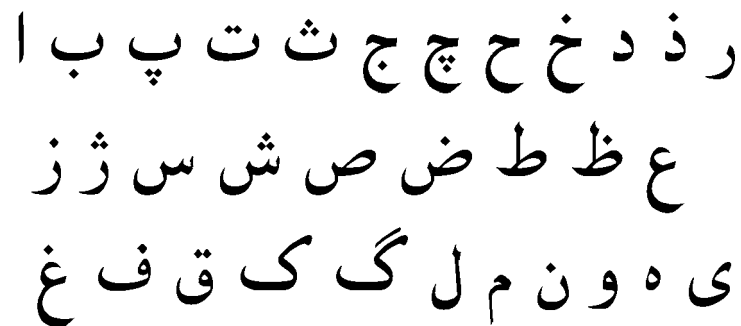 ا ب پ ت ث ج چ ح خ د ذ ر
ز ژ س ش ص ض ط ظ ع
غ ف ق ک گ ل م ن و ه ی